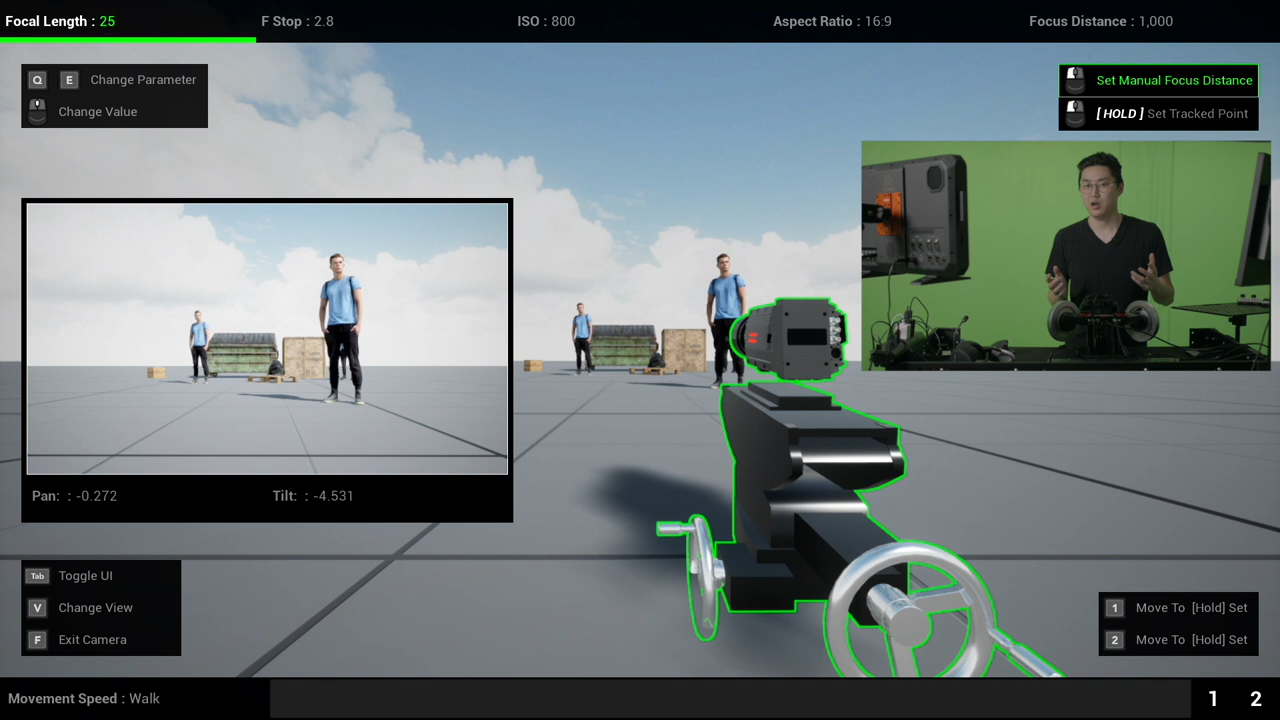 Focal Length : 25
F Stop : 2.8
ISO : 800
Aspect Ratio : 16:9
Focus Distance : 1,000
Q E Change Parameter
Change Value
Set Manual Focus Distance
[ HOLD ] Set Tracked Point
Pan: : -0.272
Tilt: : -4.531
Tab Toggle UI
V Change View
F Exit Camera
1 Move To [Hold] Set
2 Move To [Hold] Set
Movement Speed : Walk
1 2